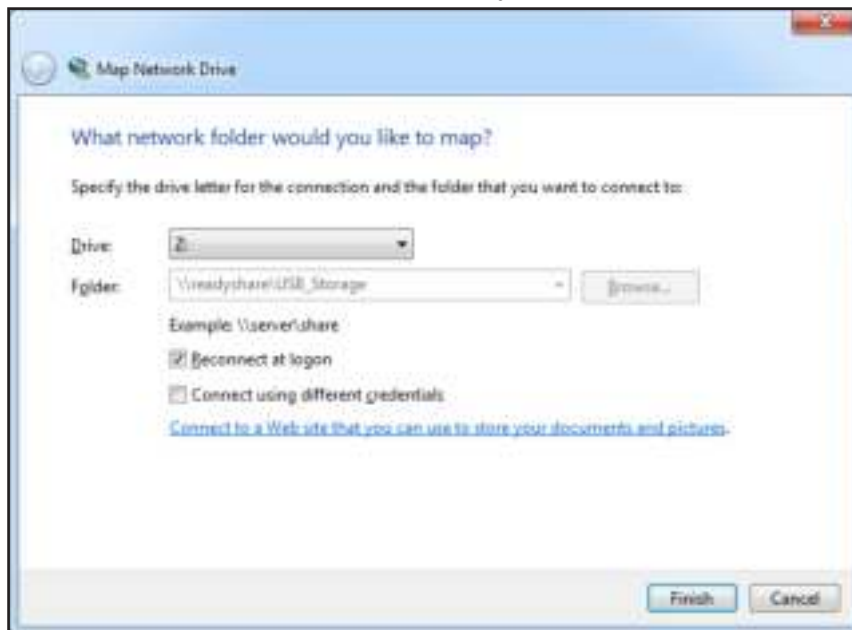 Map Network Drive
What network folder would you like to map?
Specify the drive letter for the connection and the folder that you want to connect to:
Drive: Z:
Folder: \\readyshare\USB_Storage Browse...
Example: \\server\share
Reconnect at logon
Connect using different credentials
Connect to a Web site that you can use to store your documents and pictures.
Finish Cancel